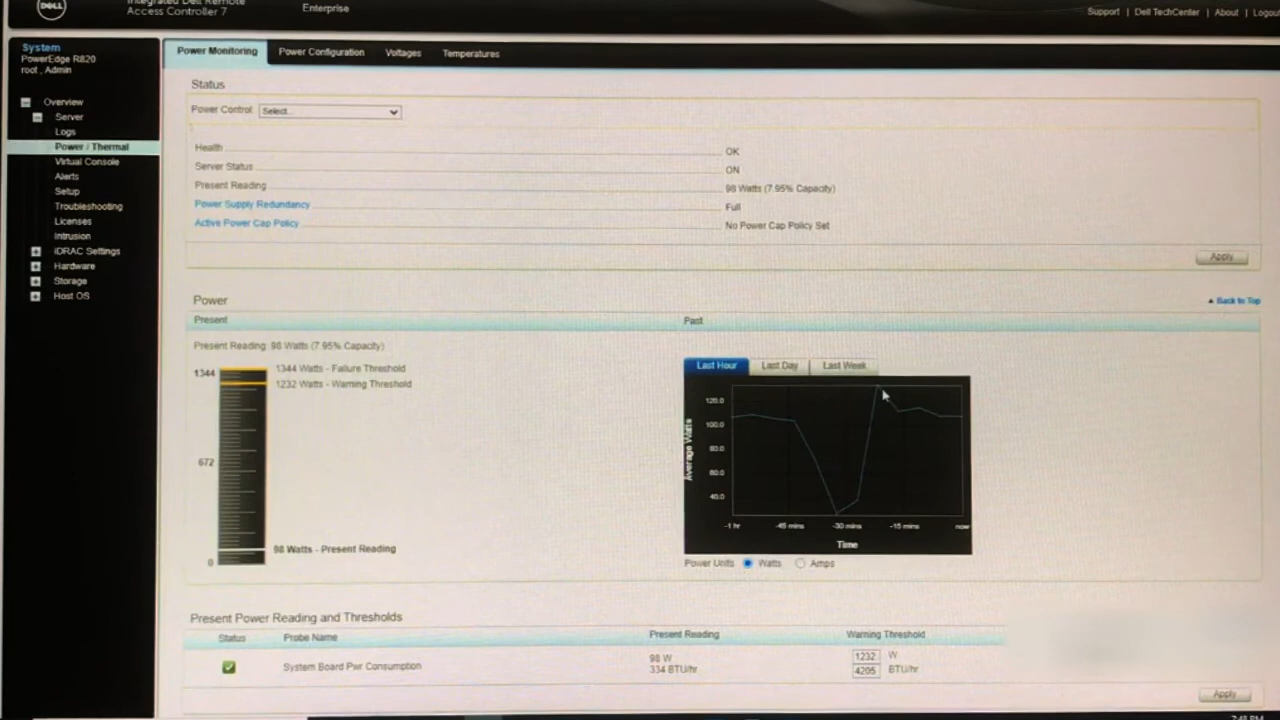 DELL
Integrated Dell Remote
Access Controller 7
Enterprise
Support | Dell TechCenter | About | Logout
System
PowerEdge R820
root , Admin
Overview
Server
Logs
Power / Thermal
Virtual Console
Alerts
Setup
Troubleshooting
Licenses
Intrusion
iDRAC Settings
Hardware
Storage
Host OS
Power Monitoring
Power Configuration
Voltages
Temperatures
Status
Power Control Select...
Health OK
Server Status ON
Present Reading 98 Watts (7.95% Capacity)
Power Supply Redundancy Full
Active Power Cap Policy No Power Cap Policy Set
Apply
Power
Back to Top
Present
Past
Present Reading: 98 Watts (7.95% Capacity)
1344
1344 Watts - Failure Threshold
1232 Watts - Warning Threshold
672
98 Watts - Present Reading
0
Last Hour
Last Day
Last Week
120.0
100.0
80.0
60.0
40.0
Average Watts
-1 hr
-45 mins
-30 mins
-15 mins
now
Time
Power Units Watts Amps
Present Power Reading and Thresholds
Status Probe Name Present Reading Warning Threshold
System Board Pwr Consumption
98 W
334 BTU/hr
1232 W
4205 BTU/hr
Apply
7:48 PM